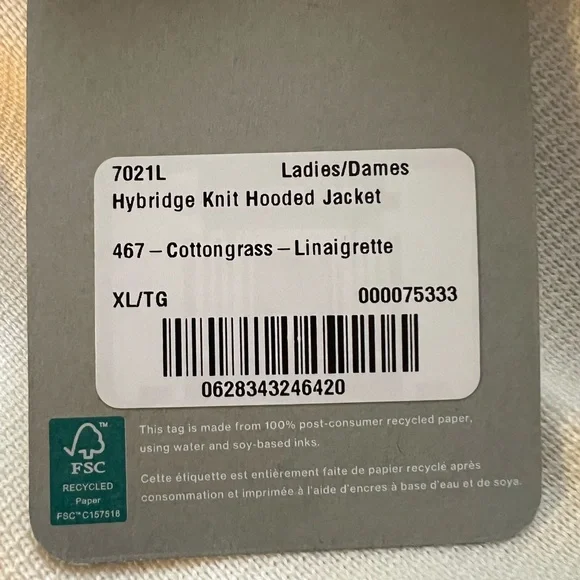 7021L Ladies/Dames
Hybridge Knit Hooded Jacket
467 – Cottongrass – Linaigrette
XL/TG 000075333
0628343246420
This tag is made from 100% post-consumer recycled paper,
using water and soy-based inks.
Cette étiquette est entièrement faite de papier recyclé après
consommation et imprimée à l'aide d'encres à base d'eau et de soya.
FSC
RECYCLED
Paper
FSC™ C157518